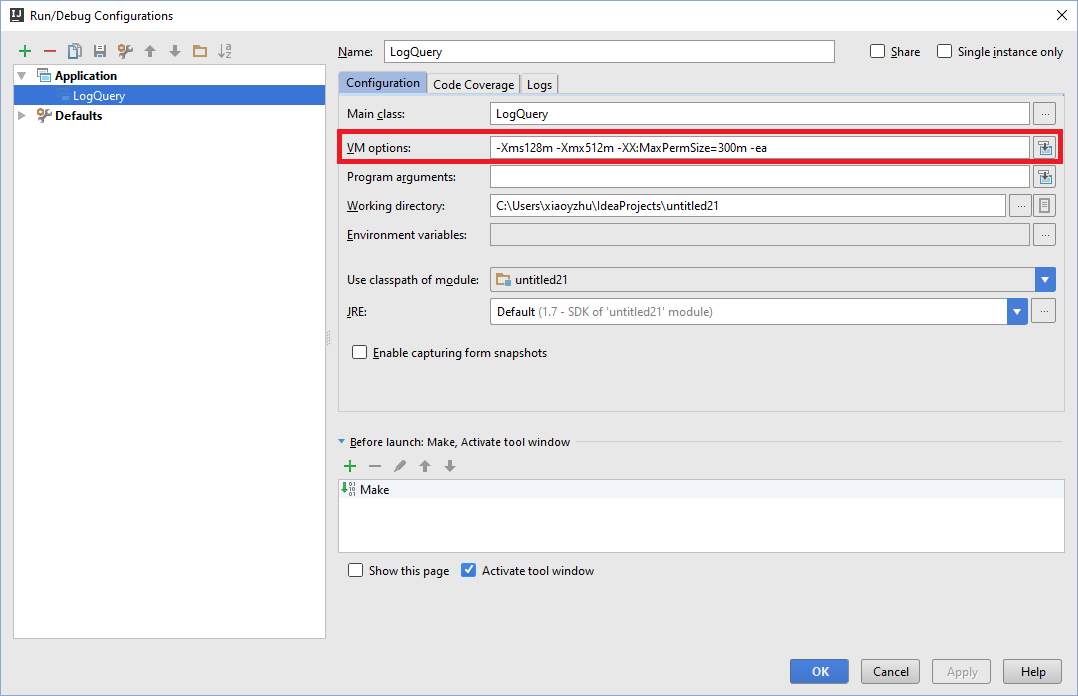 Run/Debug Configurations
Name: LogQuery Share Single instance only
Application
LogQuery
Defaults
Configuration Code Coverage Logs
Main class: LogQuery ...
VM options: -Xms128m -Xmx512m -XX:MaxPermSize=300m -ea
Program arguments:
Working directory: C:\Users\xiaoyzhu\IdeaProjects\untitled21 ...
Environment variables: ...
Use classpath of module: untitled21
JRE: Default (1.7 - SDK of 'untitled21' module) ...
Enable capturing form snapshots
Before launch: Make, Activate tool window
Make
Show this page Activate tool window
OK Cancel Apply Help